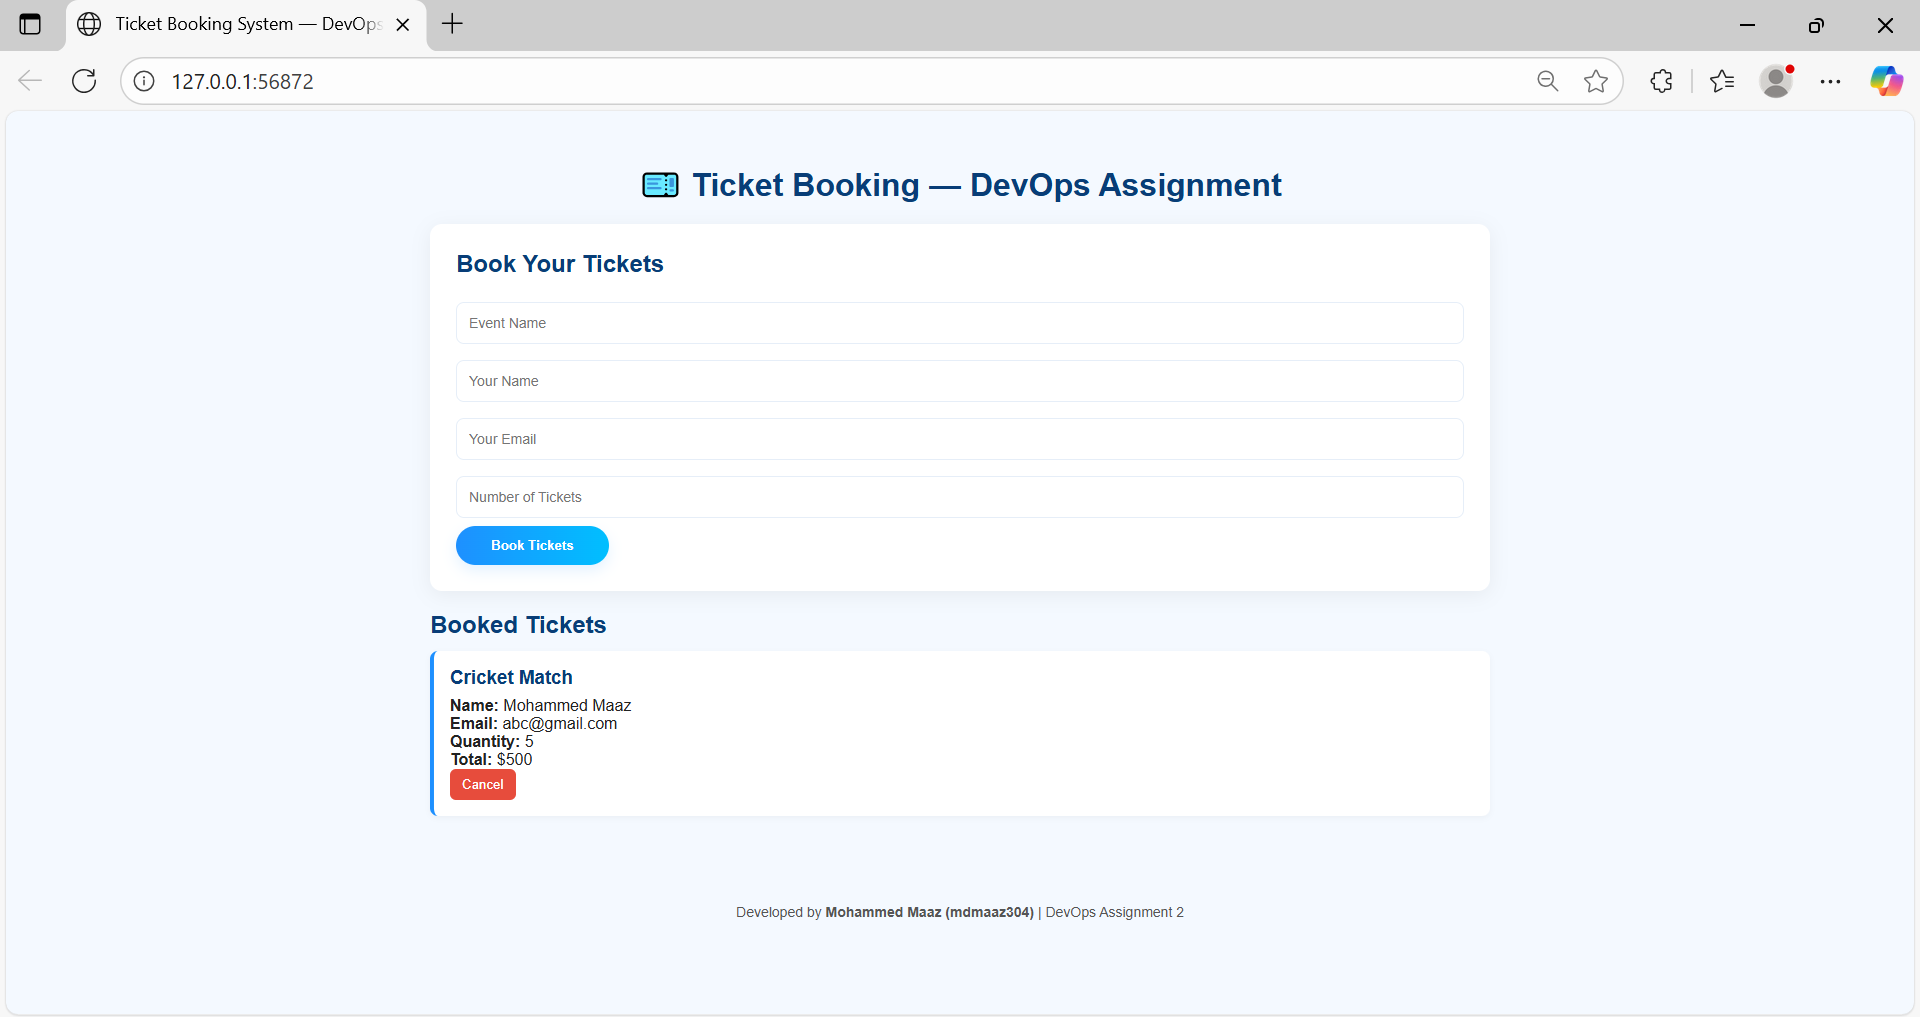 Ticket Booking System — DevOps
127.0.0.1:56872
Ticket Booking — DevOps Assignment
Book Your Tickets
Event Name
Your Name
Your Email
Number of Tickets
Book Tickets
Booked Tickets
Cricket Match
Name: Mohammed Maaz
Email: abc@gmail.com
Quantity: 5
Total: $500
Cancel
Developed by Mohammed Maaz (mdmaaz304) | DevOps Assignment 2